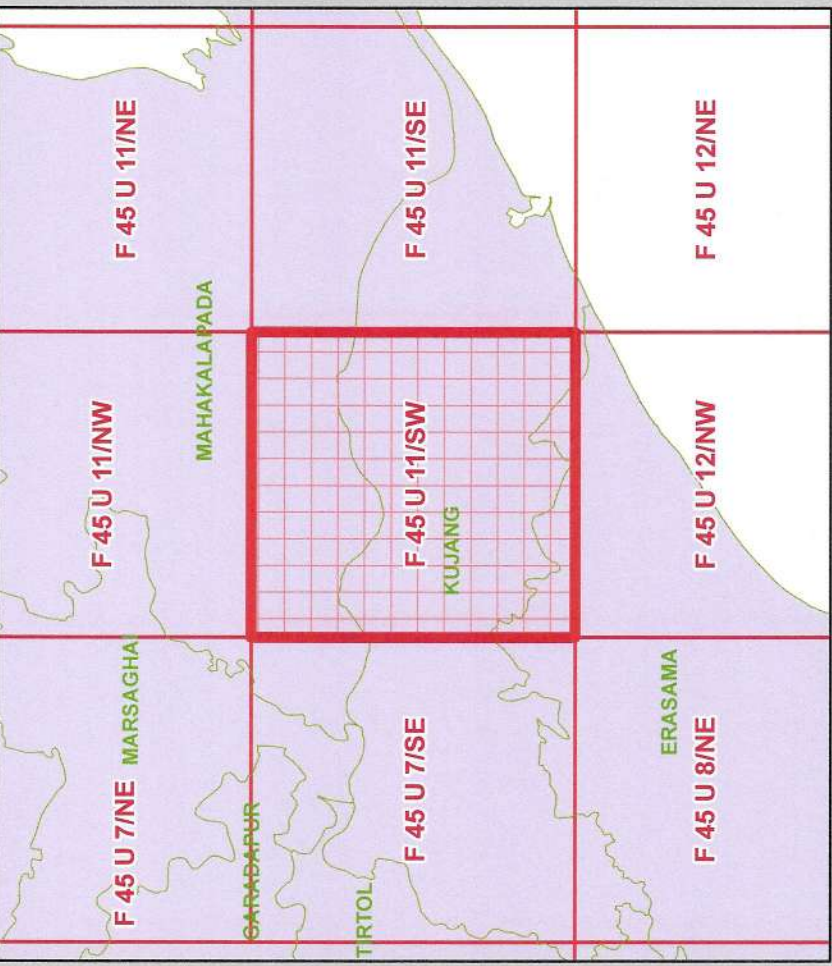 F 45 U 7/NE
F 45 U 11/NW
F 45 U 11/NE
MARSAGHAI
MAHAKALAPADA
GARADAPUR
TIRTOL
F 45 U 7/SE
F 45 U 11/SW
F 45 U 11/SE
KUJANG
ERASAMA
F 45 U 8/NE
F 45 U 12/NW
F 45 U 12/NE